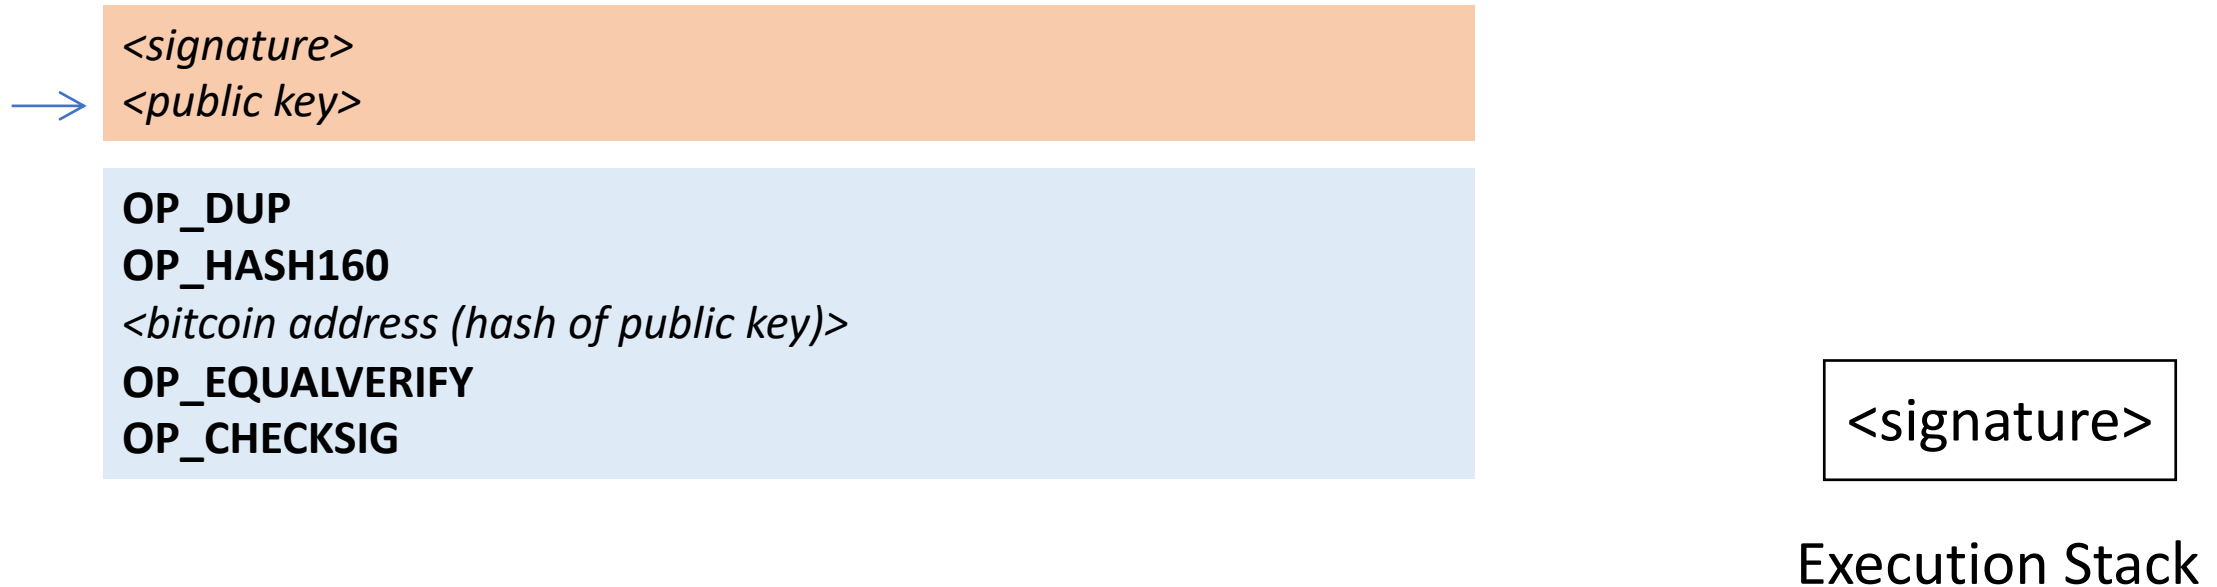 <signature>
<public key>
OP_DUP
OP_HASH160
<bitcoin address (hash of public key)>
OP_EQUALVERIFY
OP_CHECKSIG
<signature>
Execution Stack